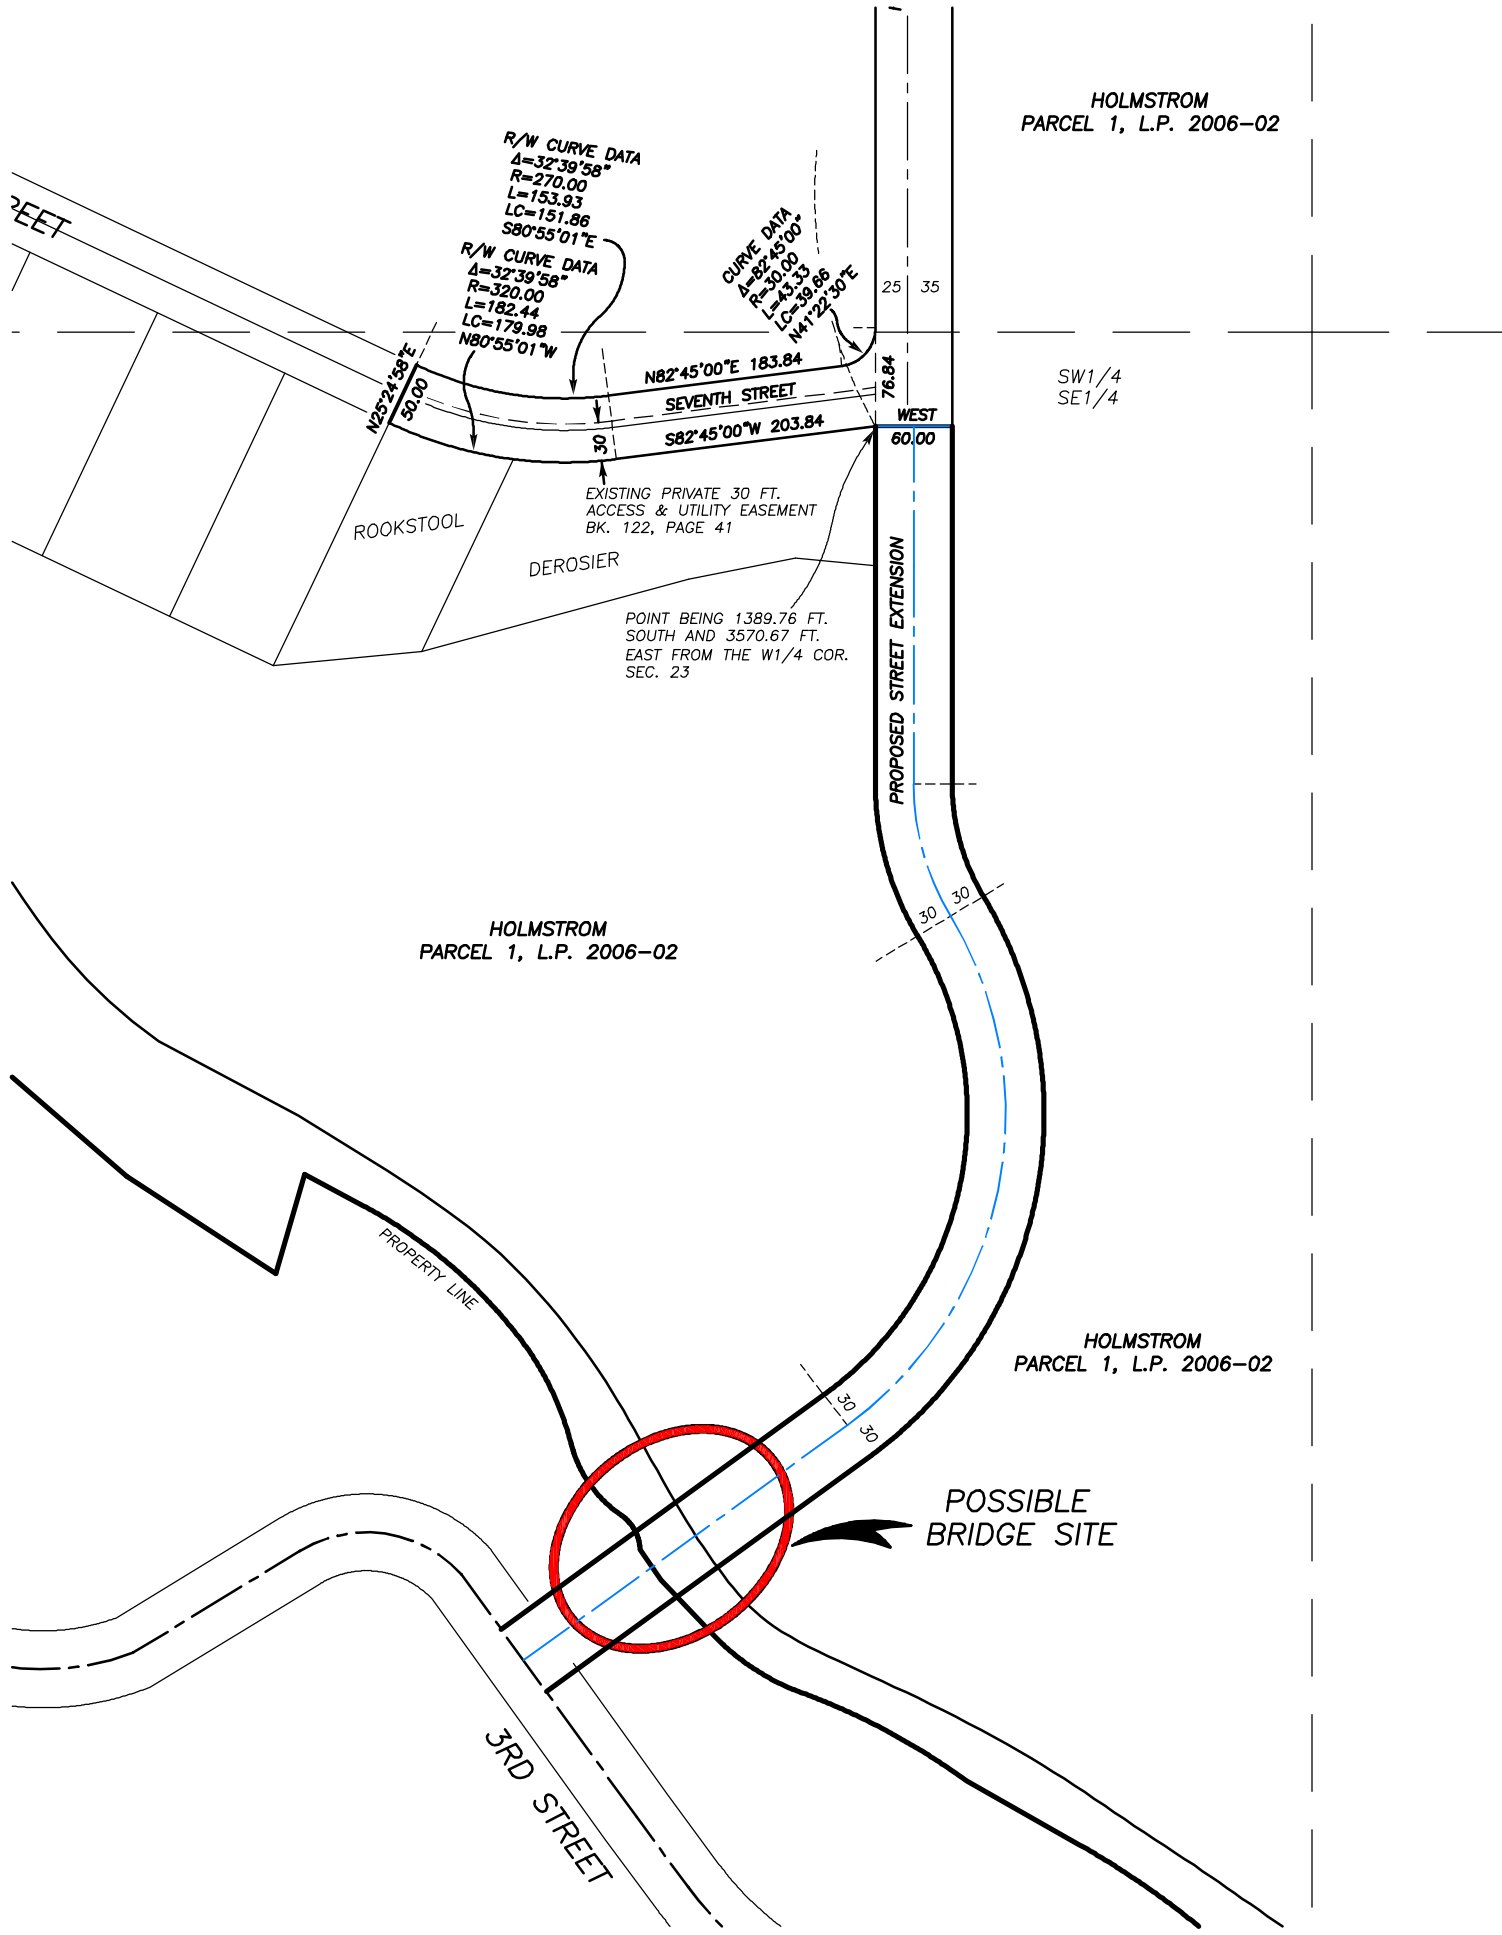 HOLMSTROM
PARCEL 1, L.P. 2006-02
R/W CURVE DATA
Δ=32°39'58"
R=270.00
L=153.93
LC=151.86
S80°55'01"E
R/W CURVE DATA
Δ=32°39'58"
R=320.00
L=182.44
LC=179.98
N80°55'01"W
CURVE DATA
Δ=82°45'00"
R=30.00
L=43.33
LC=39.66
N41°22'30"E
25
35
N25°24'58"E
50.00
N82°45'00"E 183.84
SEVENTH STREET
S82°45'00"W 203.84
30
76.84
WEST
60.00
SW1/4
SE1/4
EXISTING PRIVATE 30 FT.
ACCESS & UTILITY EASEMENT
BK. 122, PAGE 41
ROOKSTOOL
DEROSIER
POINT BEING 1389.76 FT.
SOUTH AND 3570.67 FT.
EAST FROM THE W1/4 COR.
SEC. 23
PROPOSED STREET EXTENSION
30
30
HOLMSTROM
PARCEL 1, L.P. 2006-02
PROPERTY LINE
HOLMSTROM
PARCEL 1, L.P. 2006-02
30
30
POSSIBLE
BRIDGE SITE
3RD STREET